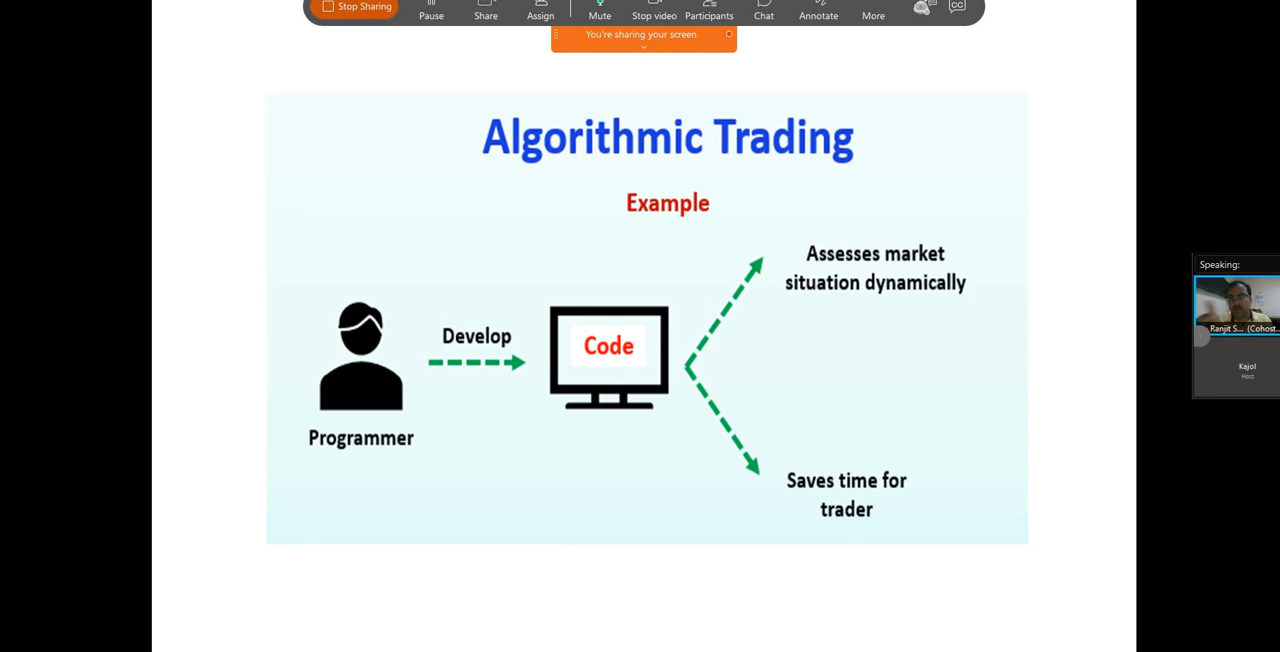 Stop Sharing
Pause
Share
Assign
Mute
Stop video
Participants
Chat
Annotate
More
CC
You're sharing your screen
Algorithmic Trading
Example
Assesses market
situation dynamically
Develop
Code
Programmer
Saves time for
trader
Speaking:
Ranjit S... (Cohost...
Kajol
Host